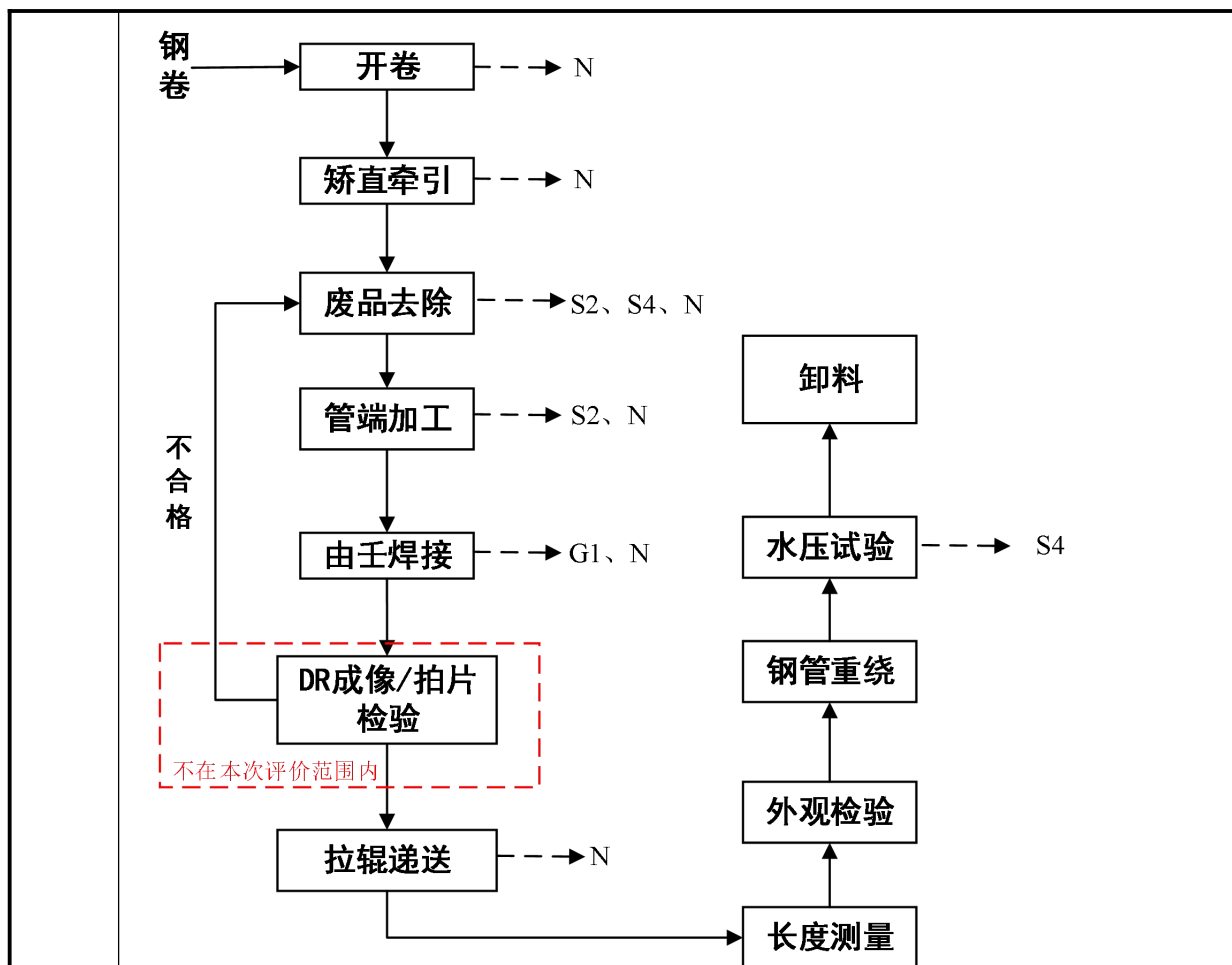 钢卷
开卷
N
矫直牵引
N
废品去除
S2、S4、N
管端加工
S2、N
不合格
由壬焊接
G1、N
DR成像/拍片
检验
不在本次评价范围内
拉辊递送
N
卸料
水压试验
S4
钢管重绕
外观检验
长度测量